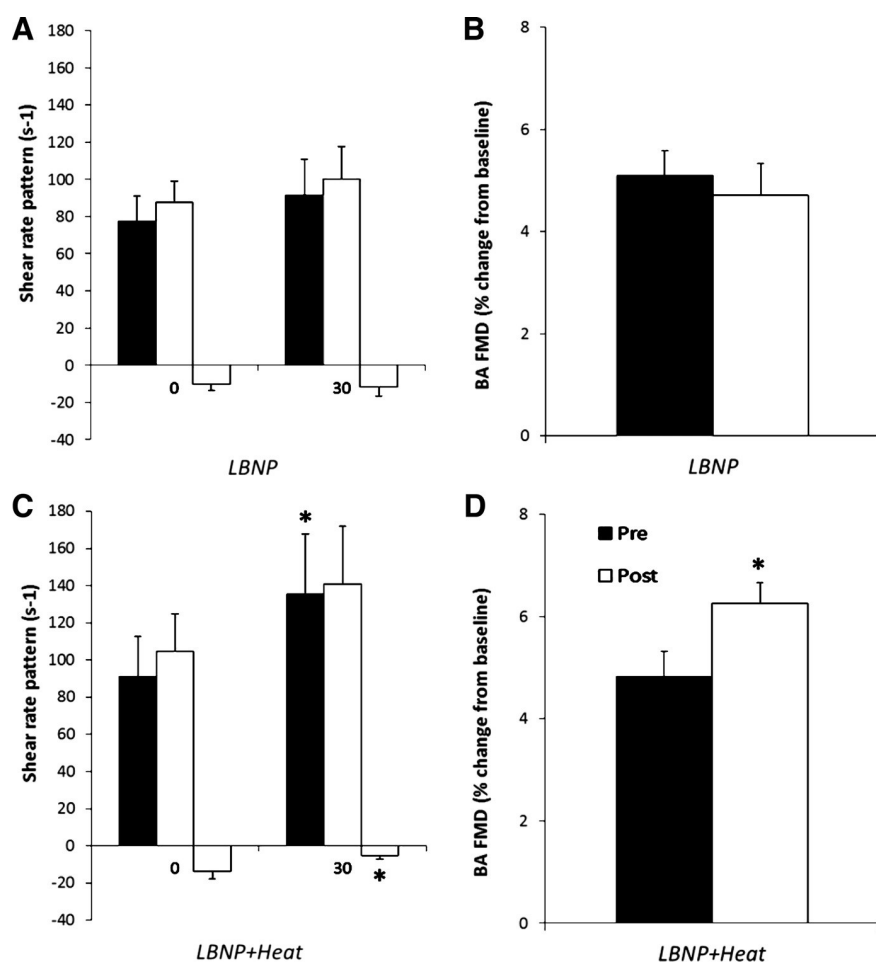 A
Shear rate pattern (s-1)
180
160
140
120
100
80
60
40
20
0
-20
-40
0
30
LBNP
B
BA FMD (% change from baseline)
8
6
4
2
0
LBNP
C
Shear rate pattern (s-1)
180
160
140
120
100
80
60
40
20
0
-20
-40
*
0
30
*
LBNP+Heat
D
BA FMD (% change from baseline)
8
6
4
2
0
Pre
Post
*
LBNP+Heat